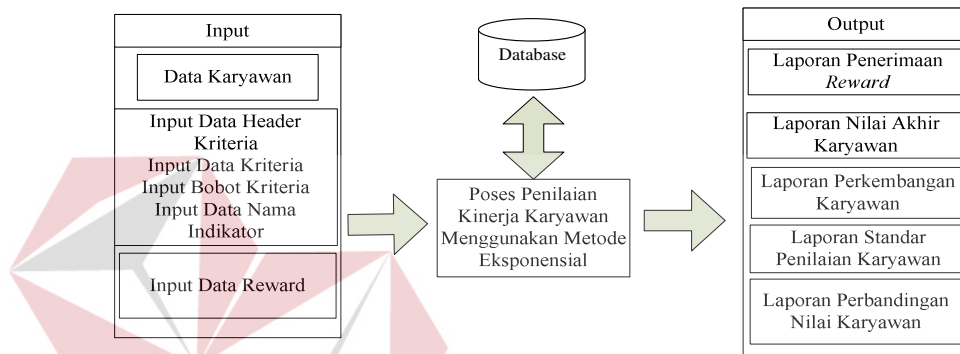 Input
Data Karyawan
Input Data Header
Kriteria
Input Data Kriteria
Input Bobot Kriteria
Input Data Nama
Indikator
Input Data Reward
Database
Poses Penilaian
Kinerja Karyawan
Menggunakan Metode
Eksponensial
Output
Laporan Penerimaan
Reward
Laporan Nilai Akhir
Karyawan
Laporan Perkembangan
Karyawan
Laporan Standar
Penilaian Karyawan
Laporan Perbandingan
Nilai Karyawan